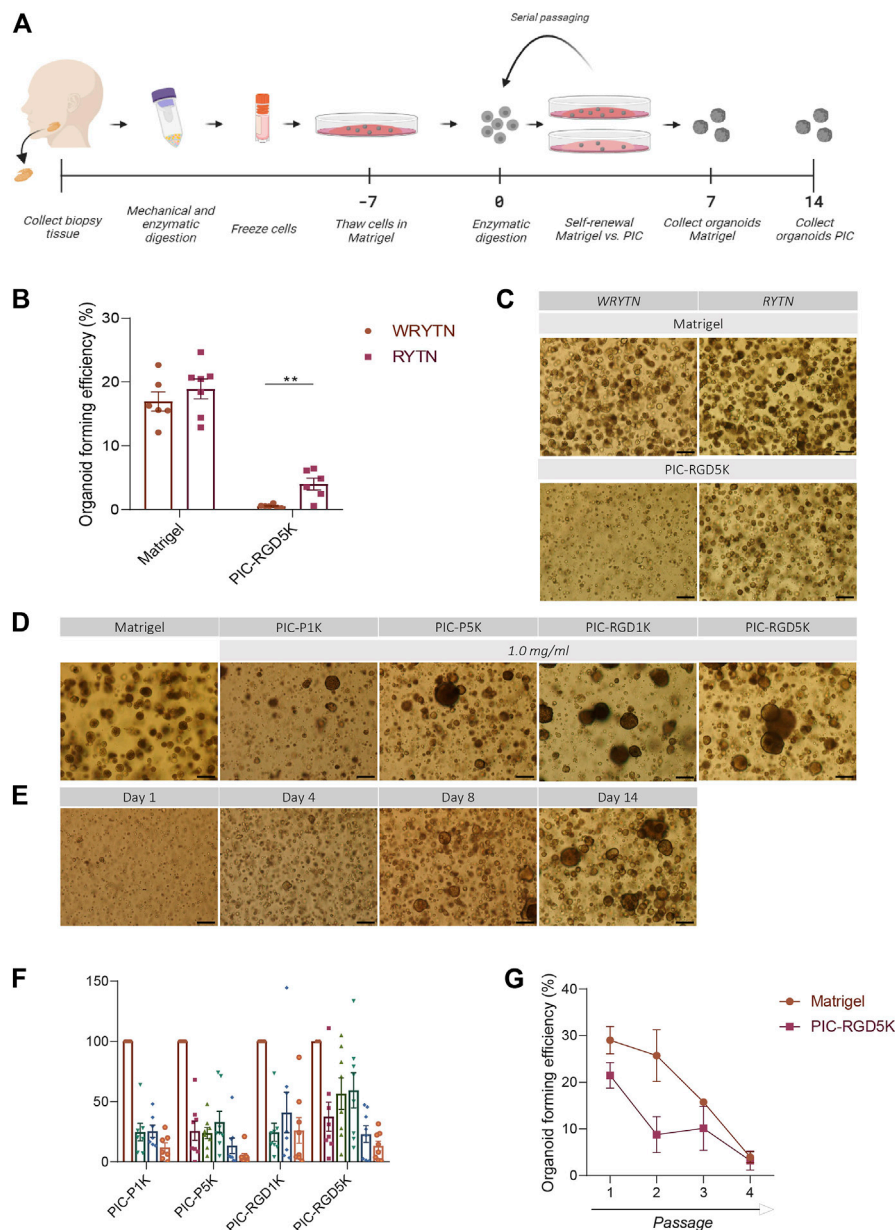 A
Serial passaging
-7
0
7
14
Collect biopsy
tissue
Mechanical and
enzymatic
digestion
Freeze cells
Thaw cells in
Matrigel
Enzymatic
digestion
Self-renewal
Matrigel vs. PIC
Collect organoids
Matrigel
Collect
organoids PIC
B
Organoid forming efficiency (%)
30
20
10
0
**
WRYTN
RYTN
Matrigel
PIC-RGD5K
C
WRYTN RYTN
Matrigel
PIC-RGD5K
D
Matrigel PIC-P1K PIC-P5K PIC-RGD1K PIC-RGD5K
1.0 mg/ml
E
Day 1 Day 4 Day 8 Day 14
F
150
100
50
0
PIC-P1K
PIC-P5K
PIC-RGD1K
PIC-RGD5K
G
Organoid forming efficiency (%)
40
30
20
10
0
1 2 3 4
Passage
Matrigel
PIC-RGD5K